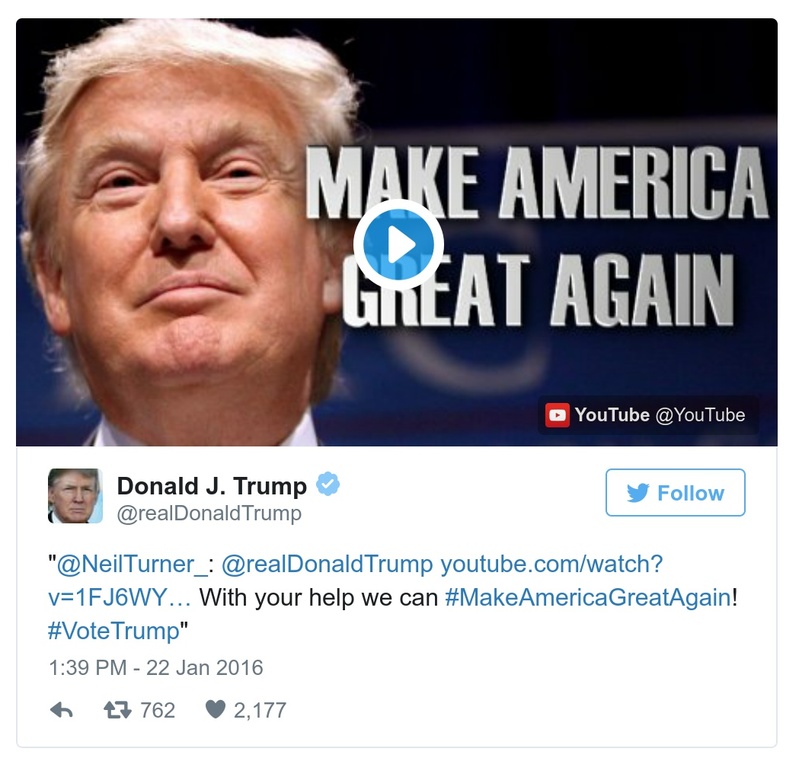 MAKE AMERICA
GREAT AGAIN
YouTube @YouTube
Donald J. Trump
@realDonaldTrump
Follow
"@NeilTurner_: @realDonaldTrump youtube.com/watch?
v=1FJ6WY… With your help we can #MakeAmericaGreatAgain!
#VoteTrump"
1:39 PM - 22 Jan 2016
762 2,177